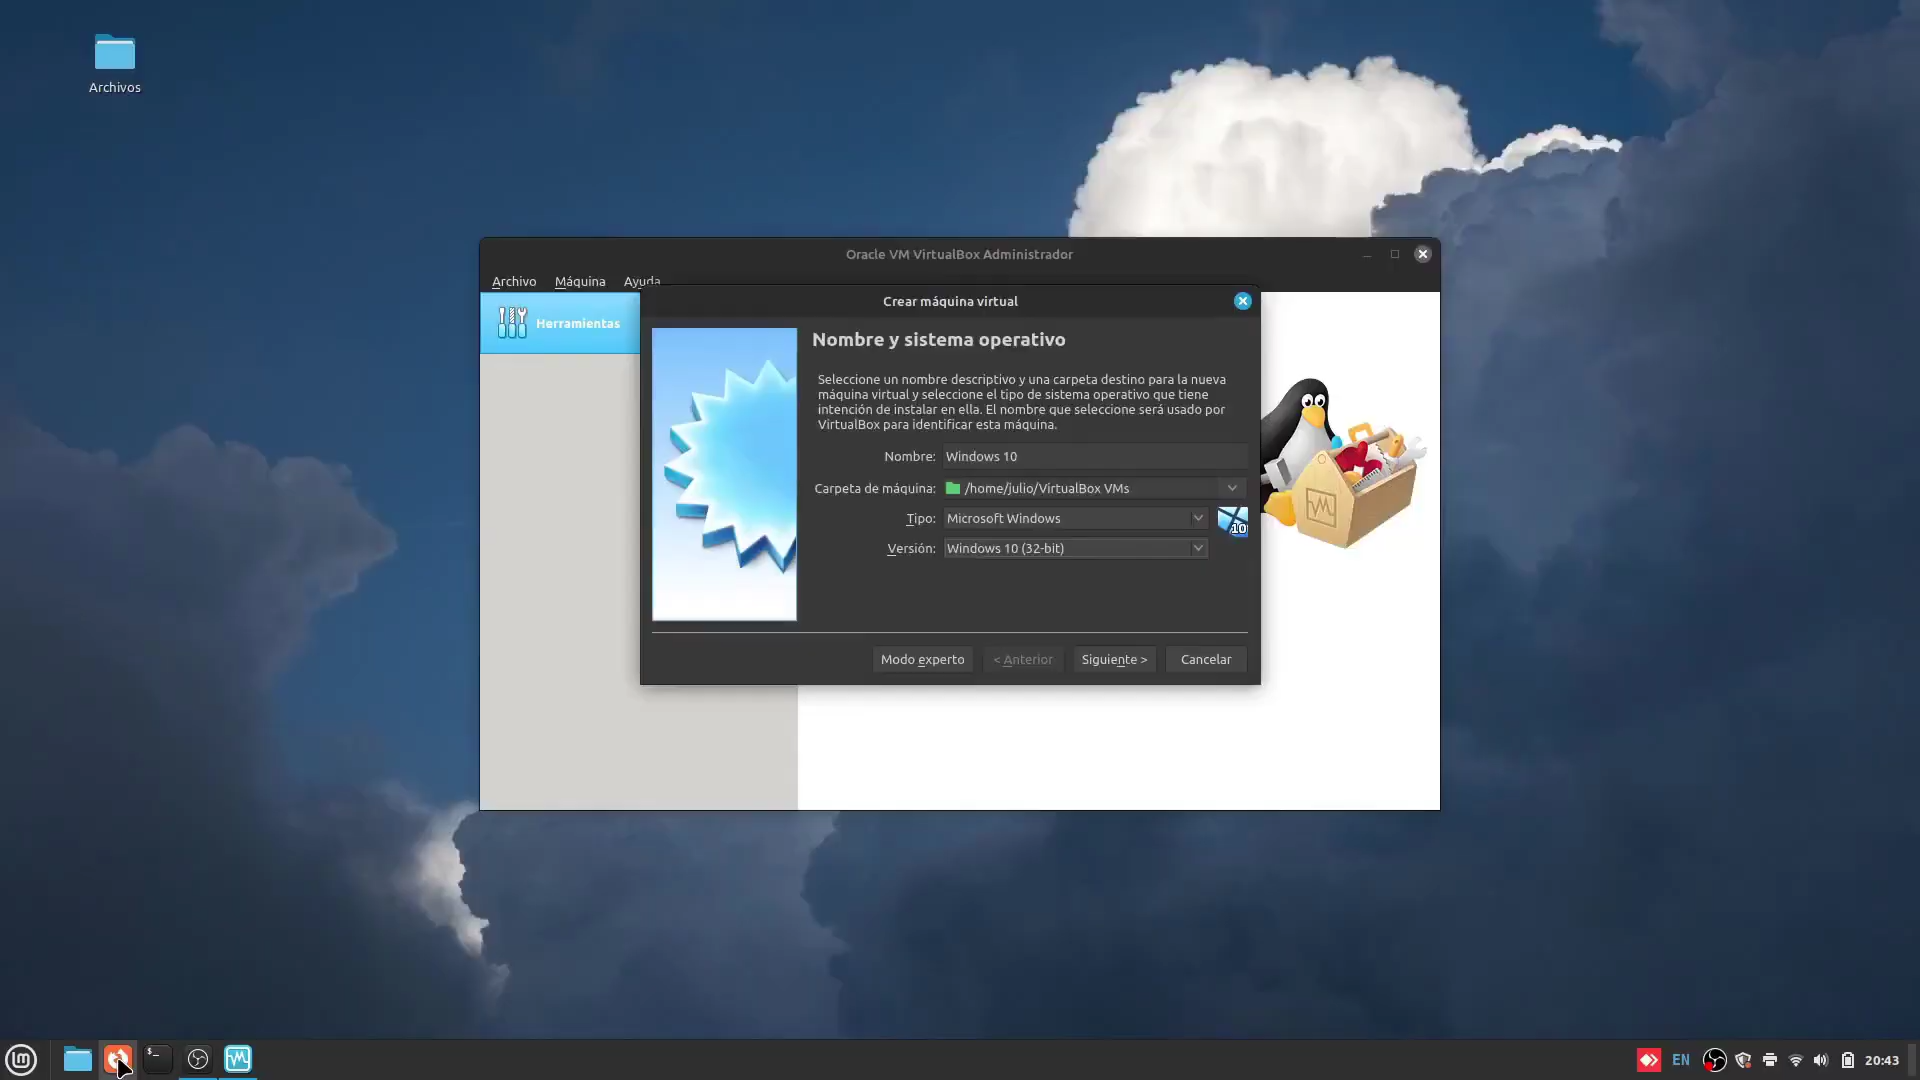 Archivos
Oracle VM VirtualBox Administrador
Archivo Máquina Ayuda
Herramientas
Crear máquina virtual
Nombre y sistema operativo
Seleccione un nombre descriptivo y una carpeta destino para la nueva
máquina virtual y seleccione el tipo de sistema operativo que tiene
intención de instalar en ella. El nombre que seleccione será usado por
VirtualBox para identificar esta máquina.
Nombre: Windows 10
Carpeta de máquina: /home/julio/VirtualBox VMs
Tipo: Microsoft Windows
10
Versión: Windows 10 (32-bit)
Modo experto < Anterior Siguiente > Cancelar
lm $_ EN 20:43